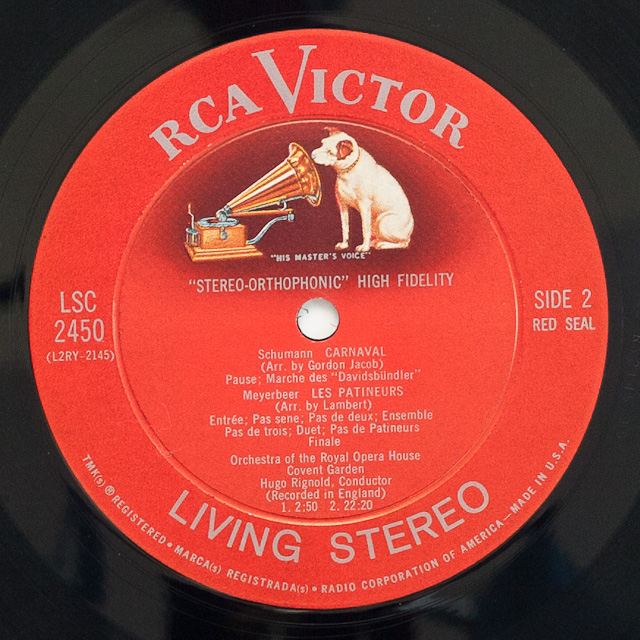 RCA VICTOR
"HIS MASTER'S VOICE"
"STEREO-ORTHOPHONIC" HIGH FIDELITY
LSC
2450
(L2RY-2145)
SIDE 2
RED SEAL
Schumann CARNAVAL
(Arr. by Gordon Jacob)
Pause; Marche des "Davidsbündler"
Meyerbeer LES PATINEURS
(Arr. by Lambert)
Entrée; Pas sene; Pas de deux; Ensemble
Pas de trois; Duet; Pas de Patineurs
Finale
Orchestra of the Royal Opera House
Covent Garden
Hugo Rignold, Conductor
(Recorded in England)
1. 2:50 2. 22:20
LIVING STEREO
TMK(s) ® REGISTERED • MARCA(s) REGISTRADA(s) • RADIO CORPORATION OF AMERICA—MADE IN U.S.A.